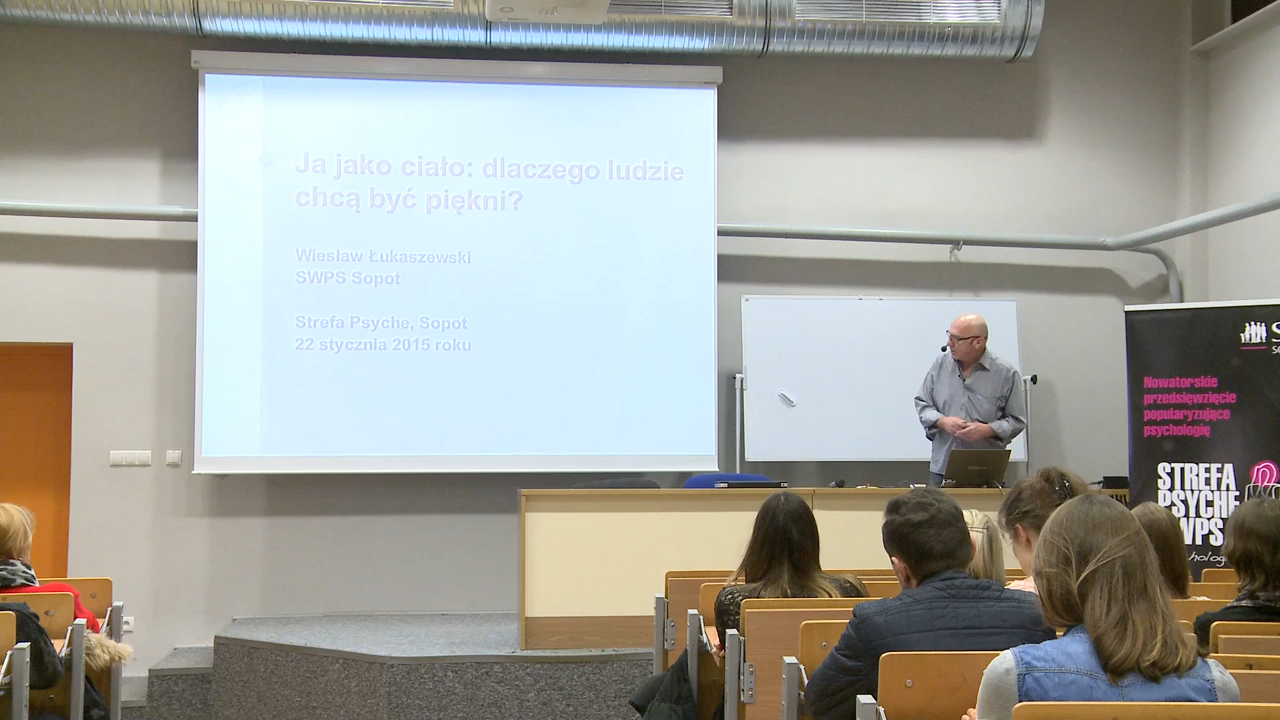 Ja jako ciało: dlaczego ludzie
chcą być piękni?
Wiesław Łukaszewski
SWPS Sopot
Strefa Psyche, Sopot
22 stycznia 2015 roku
Nowatorskie
przedsięwzięcie
popularyzujące
psychologię
STREFA
PSYCHE